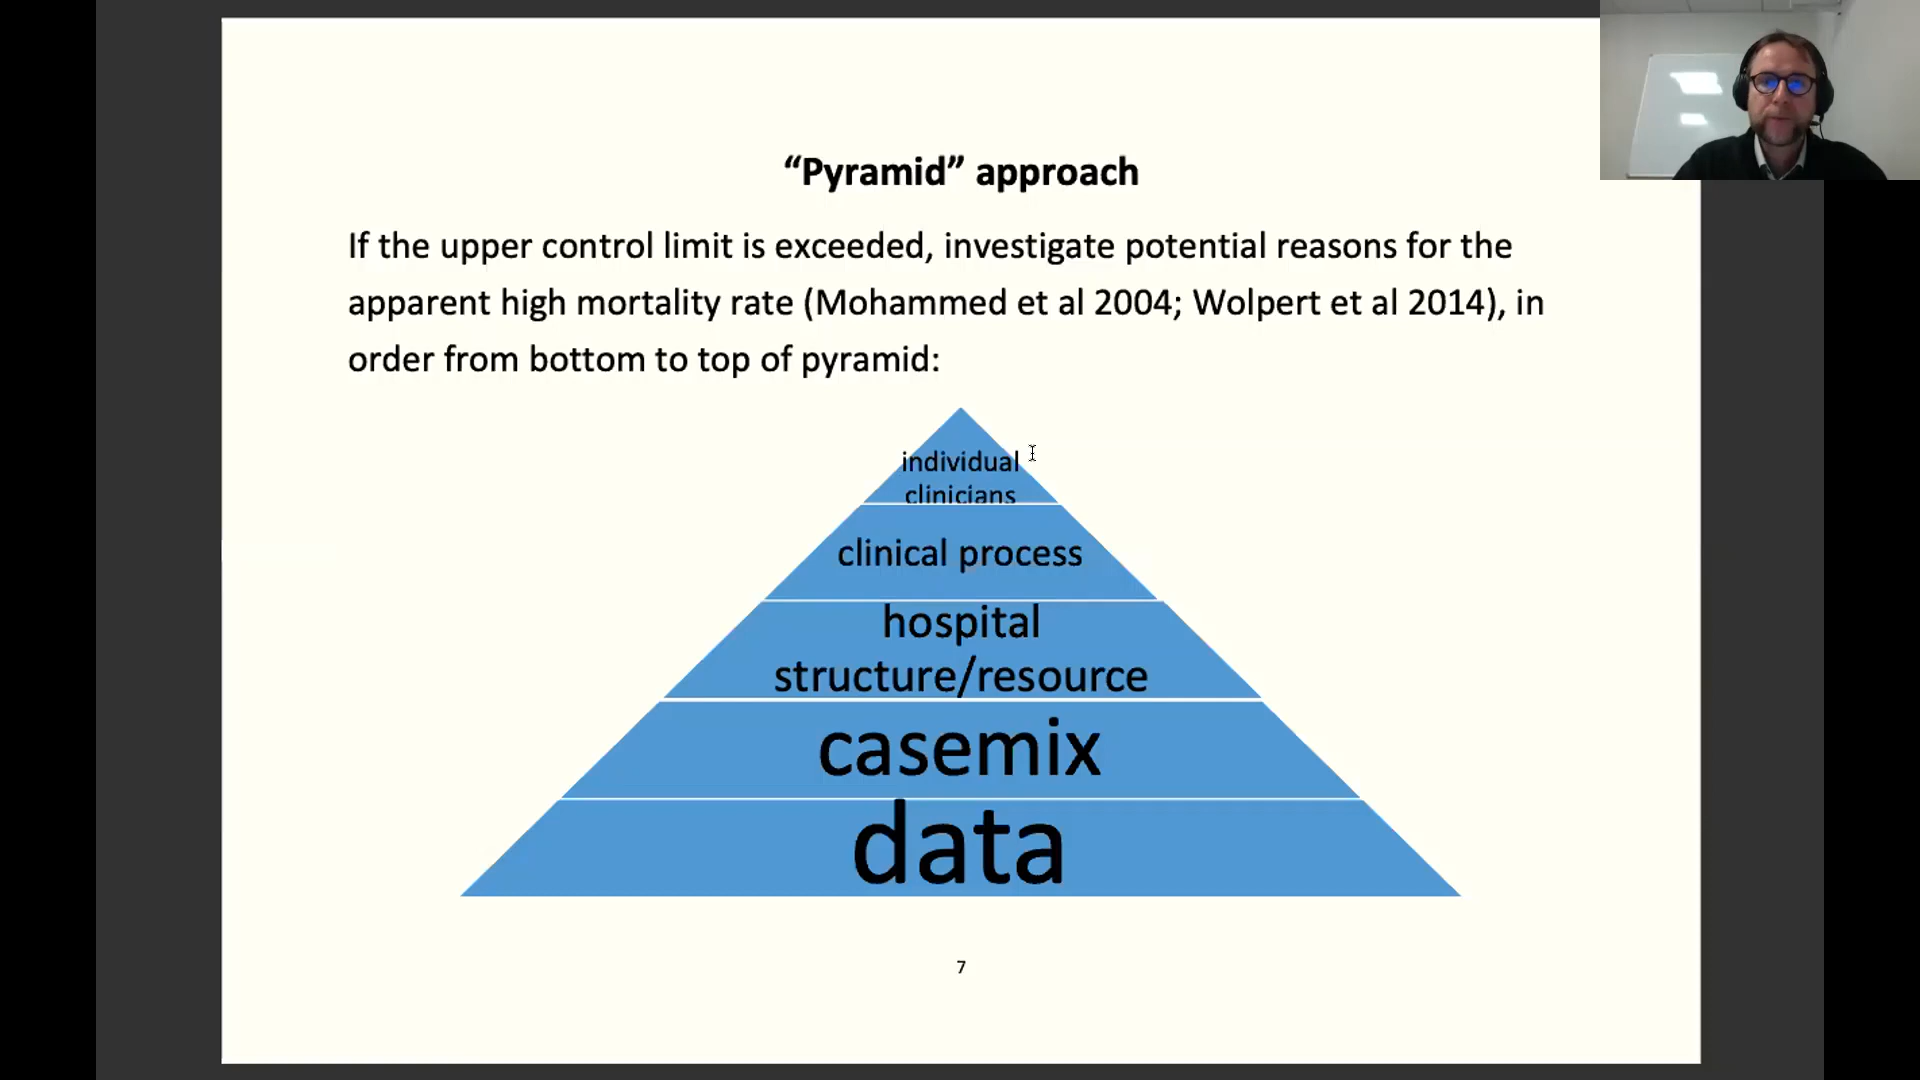 “Pyramid” approach
If the upper control limit is exceeded, investigate potential reasons for the
apparent high mortality rate (Mohammed et al 2004; Wolpert et al 2014), in
order from bottom to top of pyramid:
individual
clinicians
clinical process
hospital
structure/resource
casemix
data
7